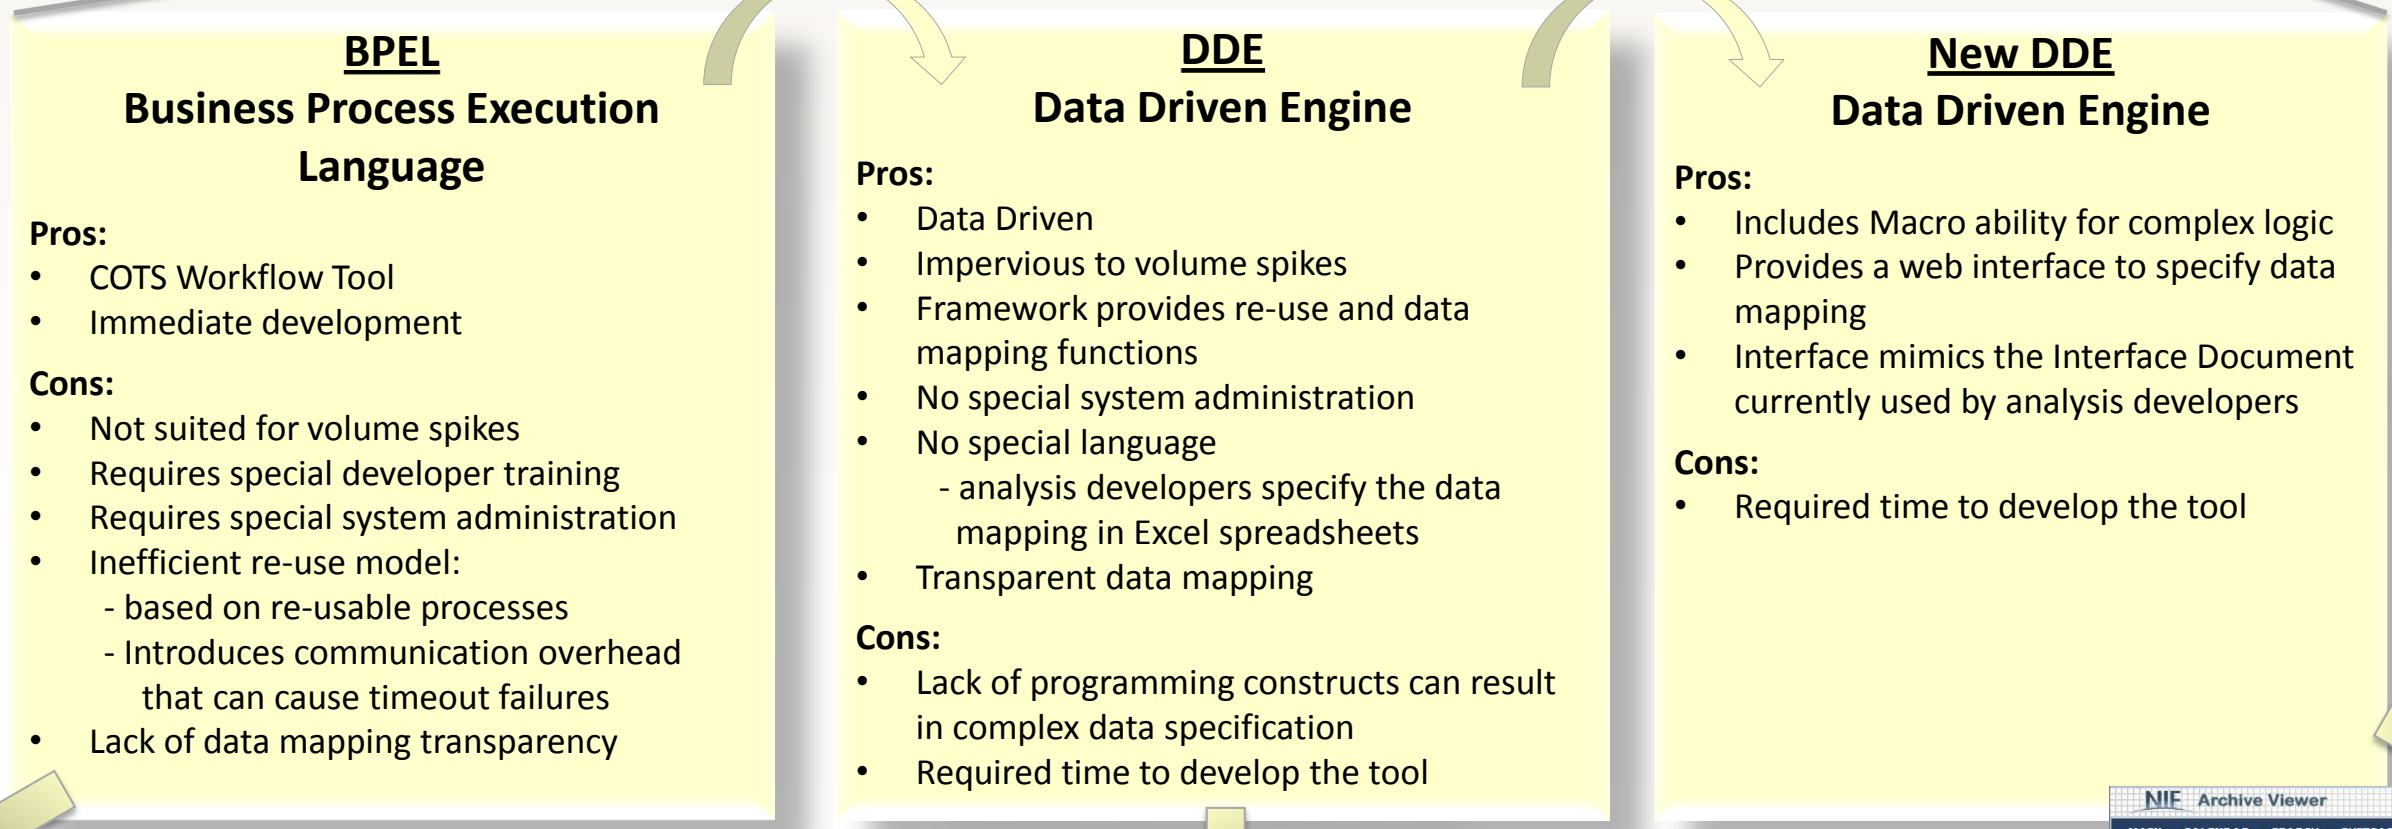 BPEL
Business Process Execution
Language
Pros:
• COTS Workflow Tool
• Immediate development
Cons:
• Not suited for volume spikes
• Requires special developer training
• Requires special system administration
• Inefficient re-use model:
- based on re-usable processes
- Introduces communication overhead
that can cause timeout failures
• Lack of data mapping transparency
DDE
Data Driven Engine
Pros:
• Data Driven
• Impervious to volume spikes
• Framework provides re-use and data
mapping functions
• No special system administration
• No special language
- analysis developers specify the data
mapping in Excel spreadsheets
• Transparent data mapping
Cons:
• Lack of programming constructs can result
in complex data specification
• Required time to develop the tool
New DDE
Data Driven Engine
Pros:
• Includes Macro ability for complex logic
• Provides a web interface to specify data
mapping
• Interface mimics the Interface Document
currently used by analysis developers
Cons:
• Required time to develop the tool
NIF Archive Viewer